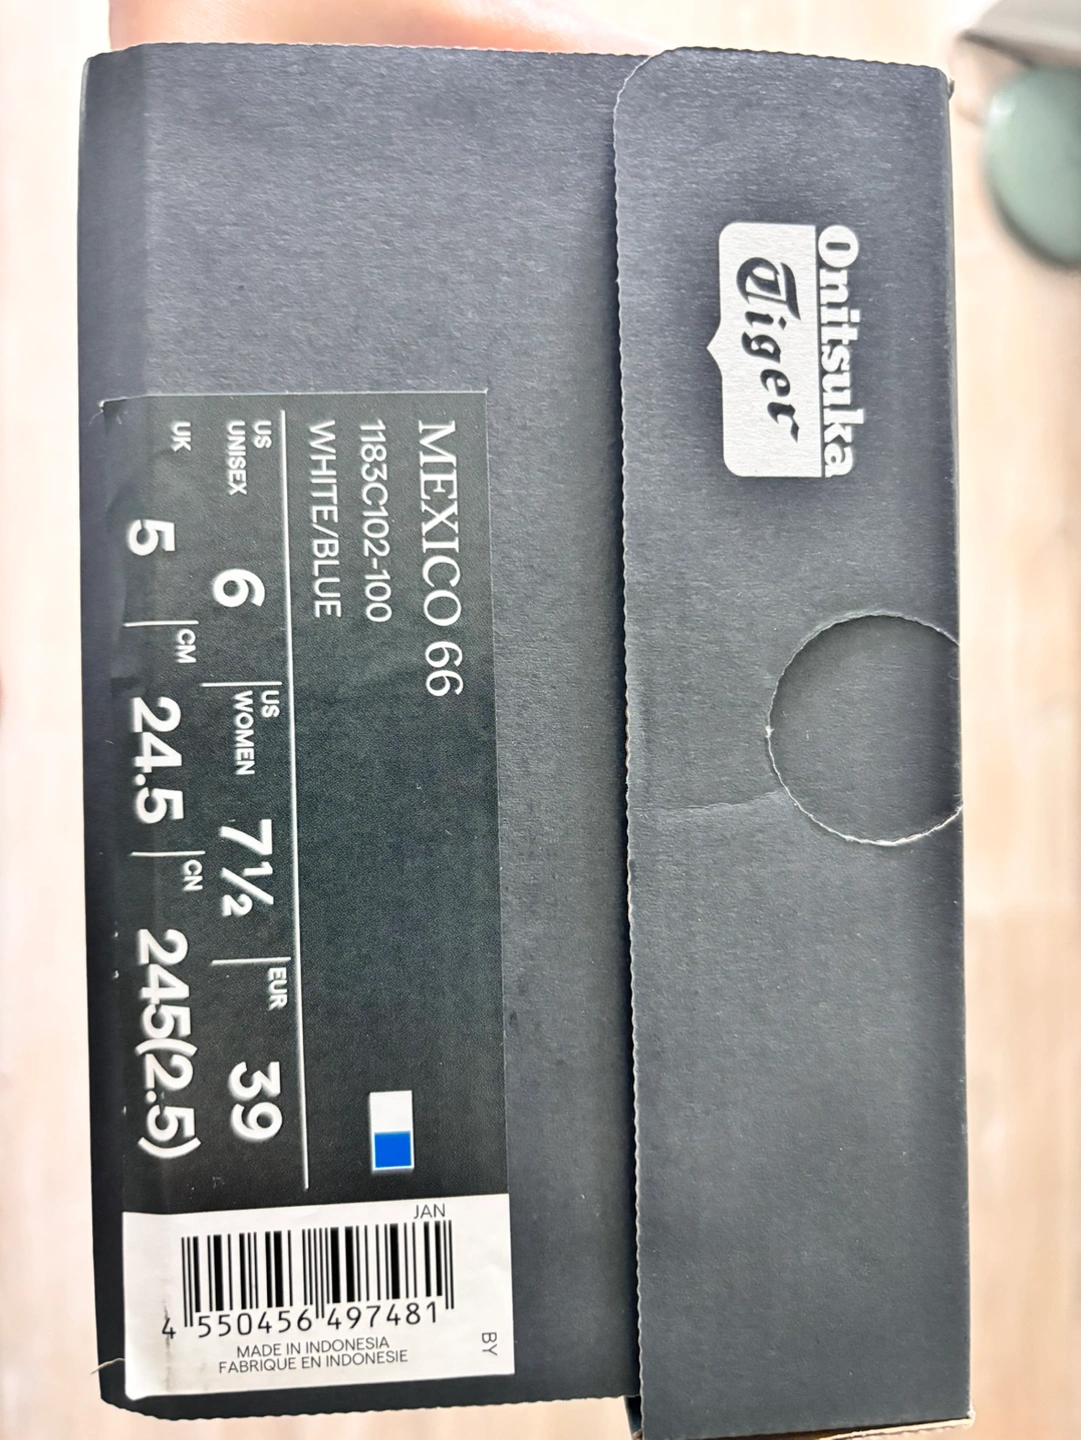 Onitsuka
Tiger
MEXICO 66
1183C102-100
WHITE/BLUE
US UNISEX 6 US WOMEN 7½ EUR 39
UK 5 CM 24.5 CN 245(2.5)
JAN
4 550456 497481
MADE IN INDONESIA
FABRIQUE EN INDONESIE
BY